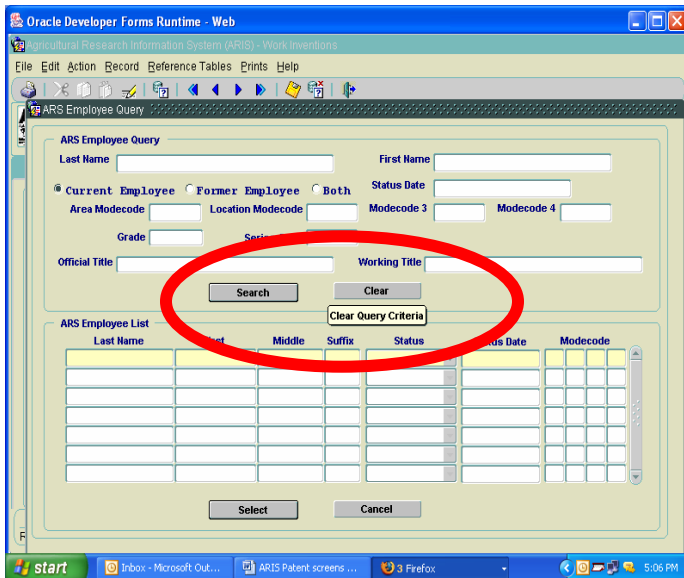 Oracle Developer Forms Runtime - Web
Agricultural Research Information System (ARIS) - Work Inventions
File Edit Action Record Reference Tables Prints Help
ARS Employee Query
ARS Employee Query
Last Name First Name
Current Employee Former Employee Both Status Date
Area Modecode Location Modecode Modecode 3 Modecode 4
Grade
Official Title Working Title
Search Clear
Clear Query Criteria
ARS Employee List
Last Name Middle Suffix Status Date Modecode
Select Cancel
start Inbox - Microsoft Out... ARIS Patent screens ... 3 Firefox 5:06 PM